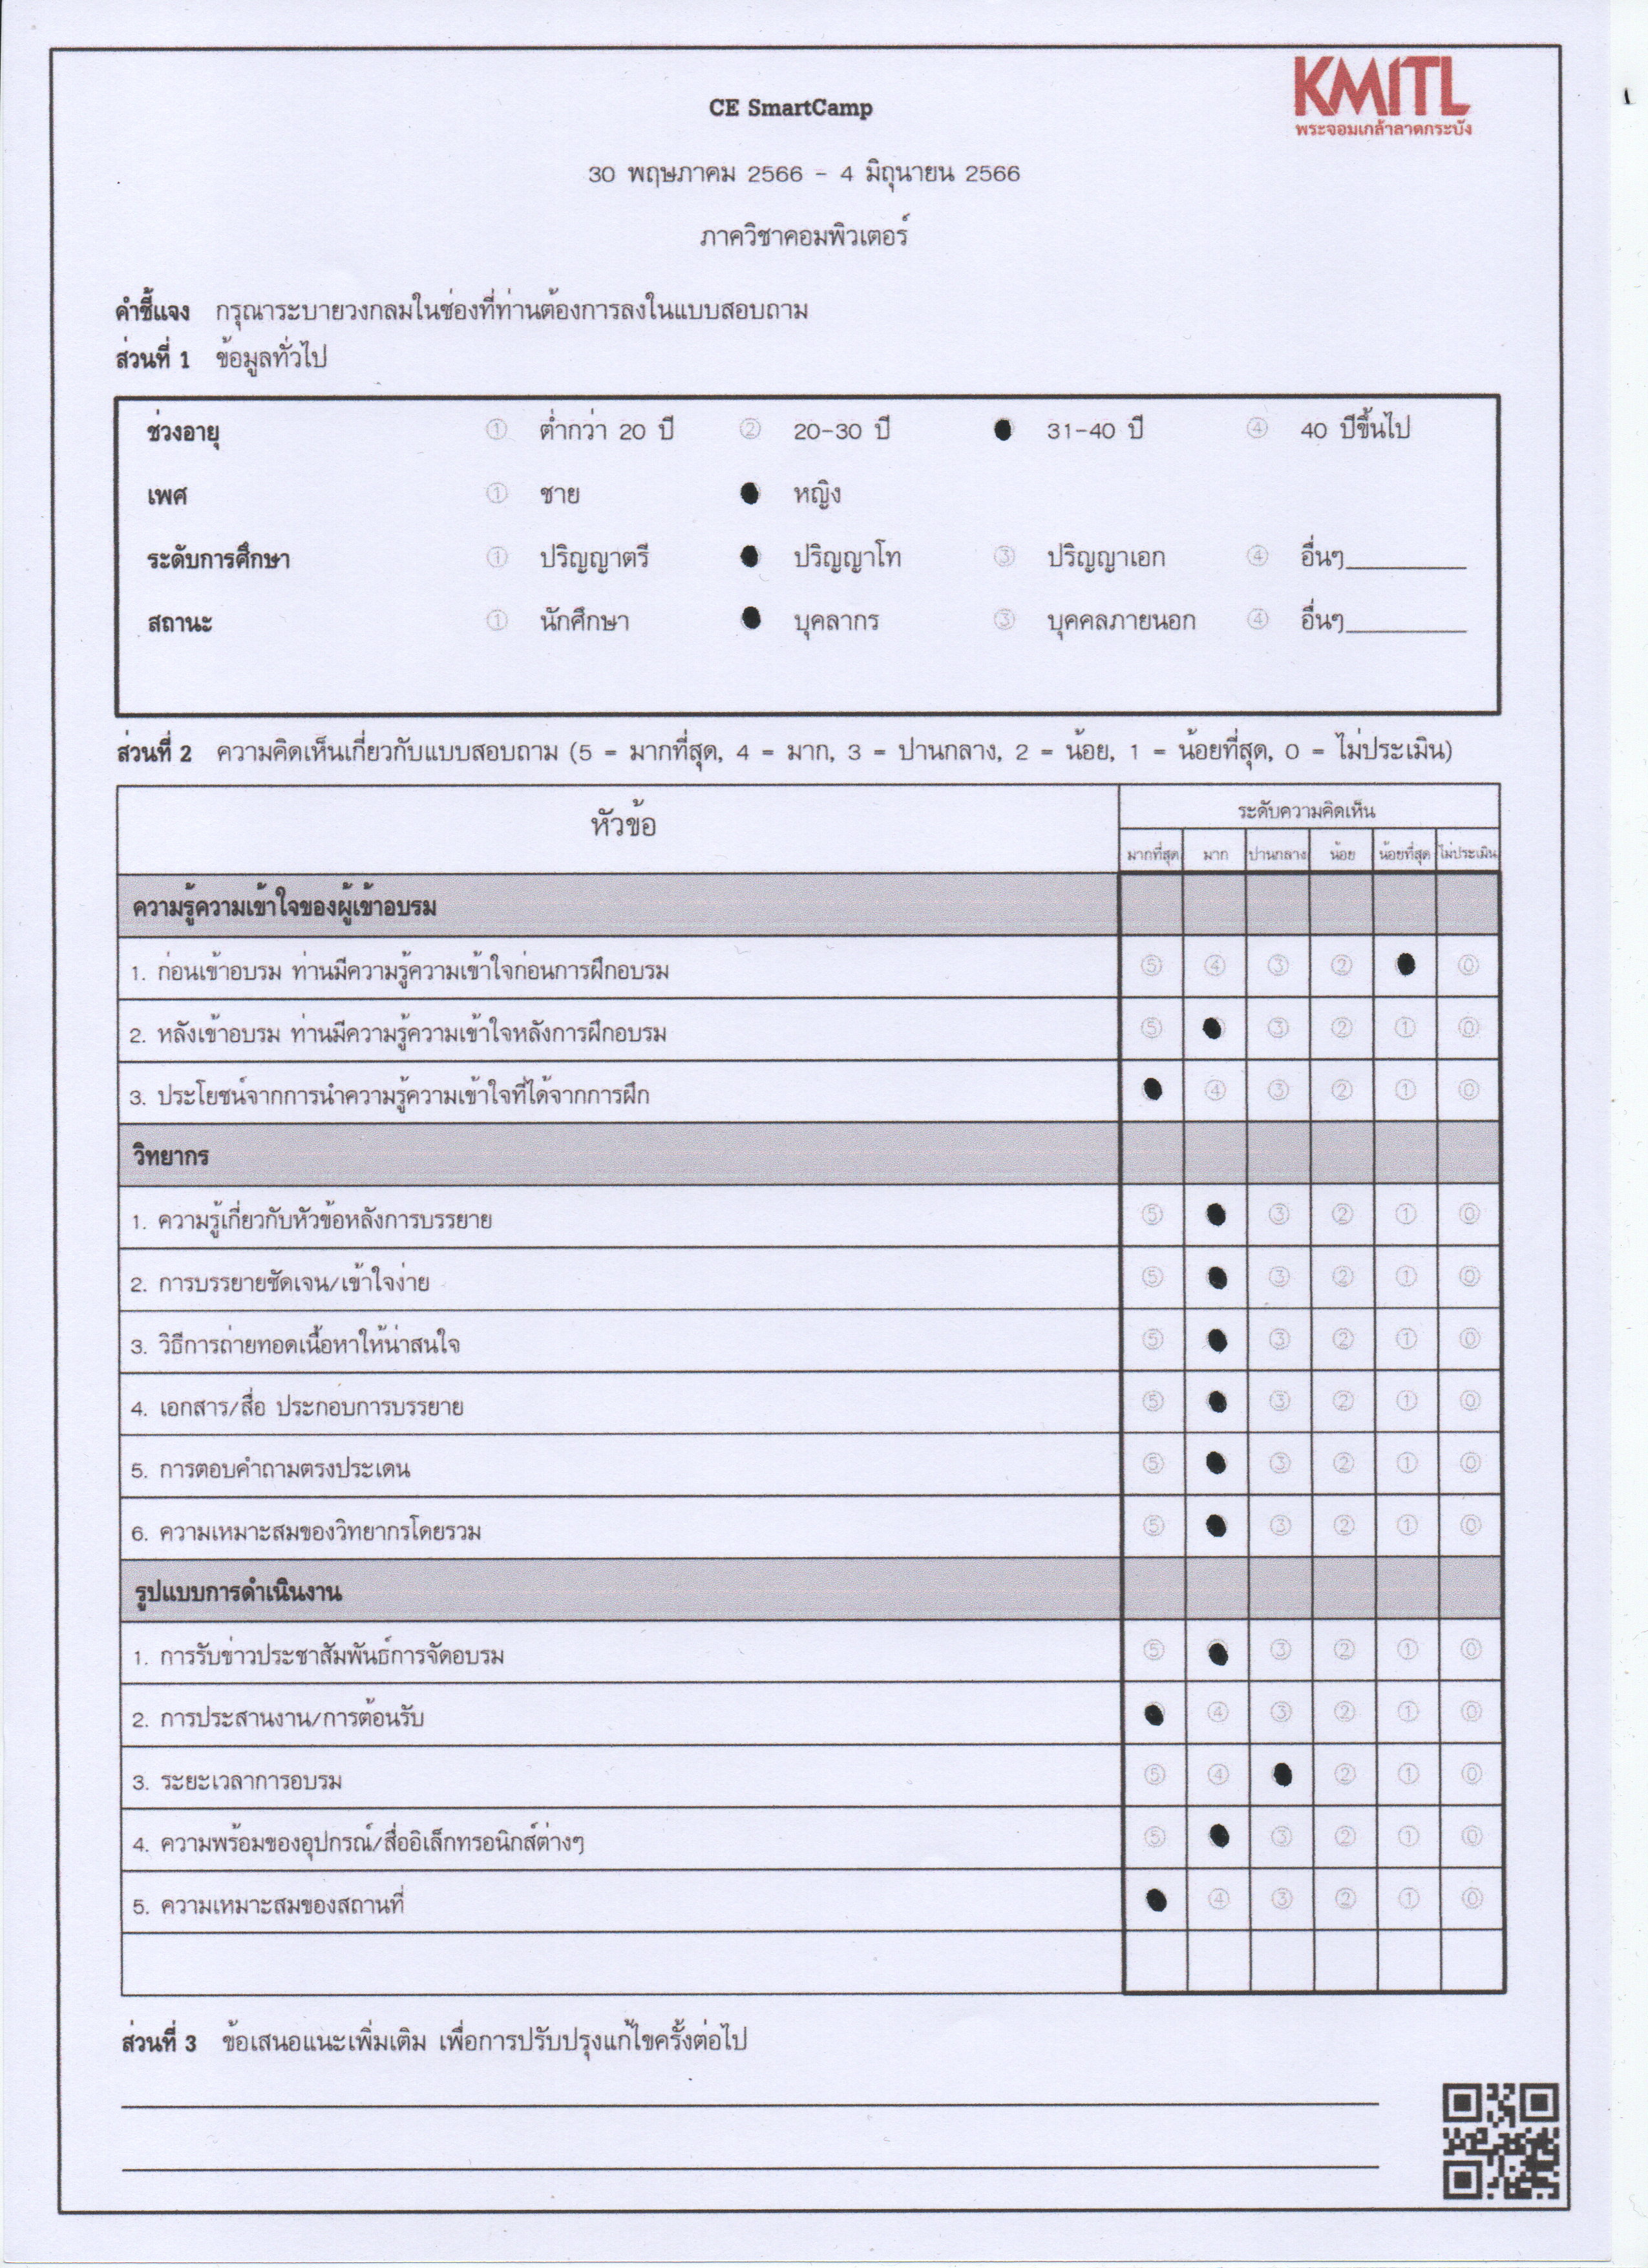 KMITL
พระจอมเกล้าลาดกระบัง
CE SmartCamp
30 พฤษภาคม 2566 - 4 มิถุนายน 2566
ภาควิชาคอมพิวเตอร์
คำชี้แจง กรุณาระบายวงกลมในช่องที่ท่านต้องการลงในแบบสอบถาม
ส่วนที่ 1 ข้อมูลทั่วไป
ช่วงอายุ ① ต่ำกว่า 20 ปี ② 20-30 ปี ● 31-40 ปี ④ 40 ปีขึ้นไป
เพศ ① ชาย ● หญิง
ระดับการศึกษา ① ปริญญาตรี ● ปริญญาโท ③ ปริญญาเอก ④ อื่นๆ
สถานะ ① นักศึกษา ● บุคลากร ③ บุคคลภายนอก ④ อื่นๆ
ส่วนที่ 2 ความคิดเห็นเกี่ยวกับแบบสอบถาม (5 = มากที่สุด, 4 = มาก, 3 = ปานกลาง, 2 = น้อย, 1 = น้อยที่สุด, 0 = ไม่ประเมิน)
หัวข้อ ระดับความคิดเห็น
มากที่สุด มาก ปานกลาง น้อย น้อยที่สุด ไม่ประเมิน
ความรู้ความเข้าใจของผู้เข้าอบรม
1. ก่อนเข้าอบรม ท่านมีความรู้ความเข้าใจก่อนการฝึกอบรม ⑤ ④ ③ ② ● ⓪
2. หลังเข้าอบรม ท่านมีความรู้ความเข้าใจหลังการฝึกอบรม ⑤ ● ③ ② ① ⓪
3. ประโยชน์จากการนำความรู้ความเข้าใจที่ได้จากการฝึก ● ④ ③ ② ① ⓪
วิทยากร
1. ความรู้เกี่ยวกับหัวข้อหลังการบรรยาย ⑤ ● ③ ② ① ⓪
2. การบรรยายชัดเจน/เข้าใจง่าย ⑤ ● ③ ② ① ⓪
3. วิธีการถ่ายทอดเนื้อหาให้น่าสนใจ ⑤ ● ③ ② ① ⓪
4. เอกสาร/สื่อ ประกอบการบรรยาย ⑤ ● ③ ② ① ⓪
5. การตอบคำถามตรงประเดน ⑤ ● ③ ② ① ⓪
6. ความเหมาะสมของวิทยากรโดยรวม ⑤ ● ③ ② ① ⓪
รูปแบบการดำเนินงาน
1. การรับข่าวประชาสัมพันธ์การจัดอบรม ⑤ ● ③ ② ① ⓪
2. การประสานงาน/การต้อนรับ ● ④ ③ ② ① ⓪
3. ระยะเวลาการอบรม ⑤ ④ ● ② ① ⓪
4. ความพร้อมของอุปกรณ์/สื่ออิเล็กทรอนิกส์ต่างๆ ⑤ ● ③ ② ① ⓪
5. ความเหมาะสมของสถานที่ ● ④ ③ ② ① ⓪
ส่วนที่ 3 ข้อเสนอแนะเพิ่มเติม เพื่อการปรับปรุงแก้ไขครั้งต่อไป